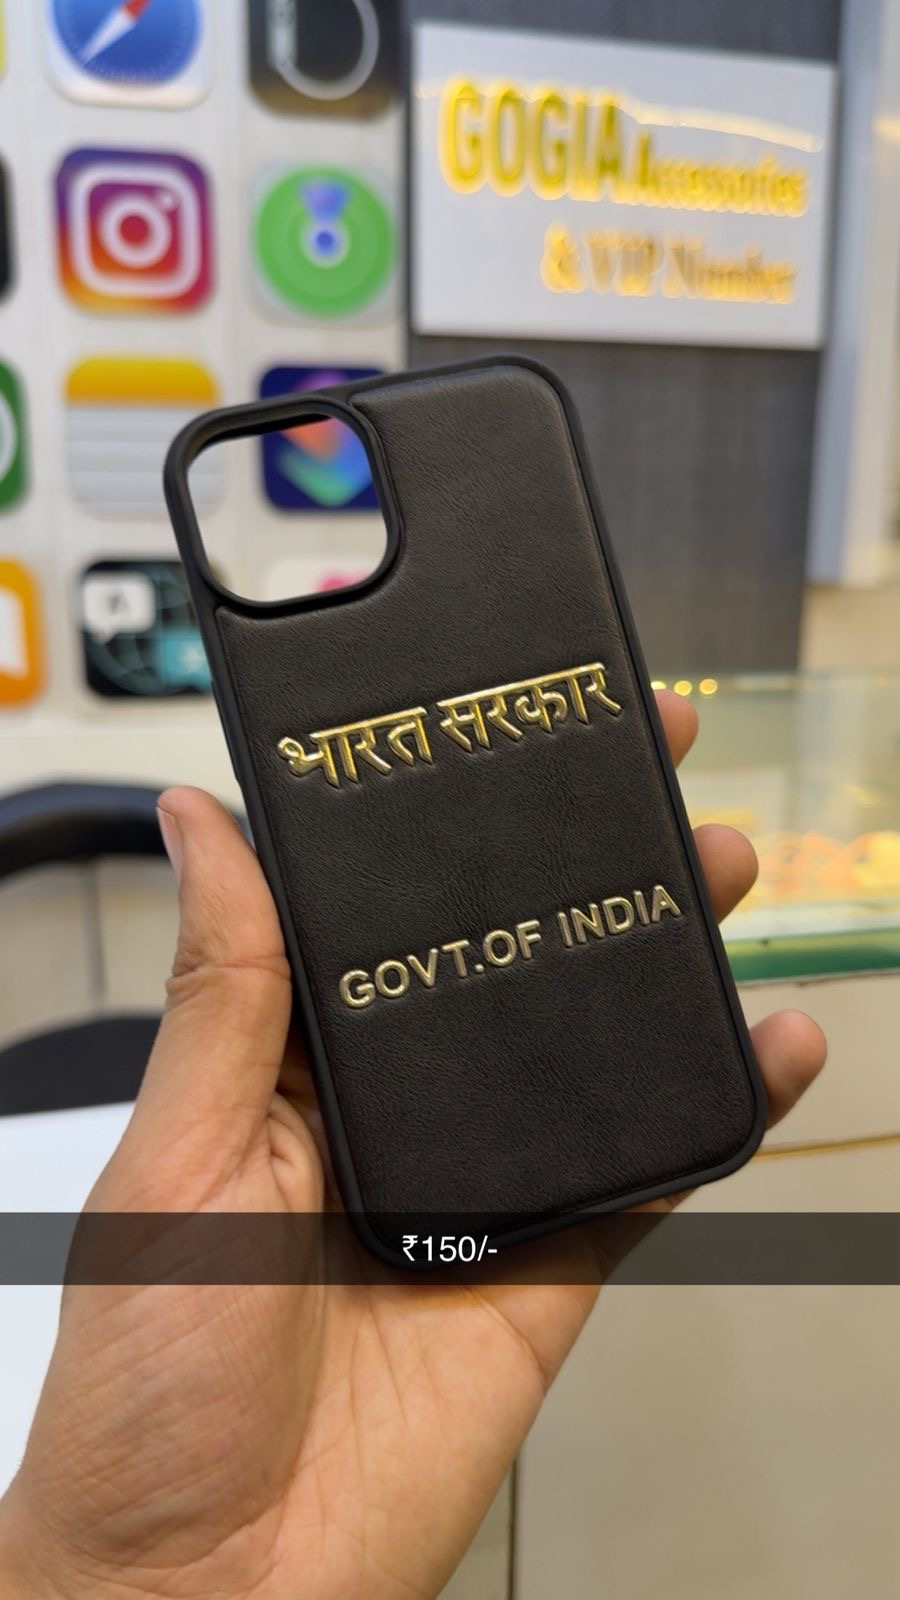 GOGIA Accessories
& VIP Number
भारत सरकार
GOVT.OF INDIA
₹150/-